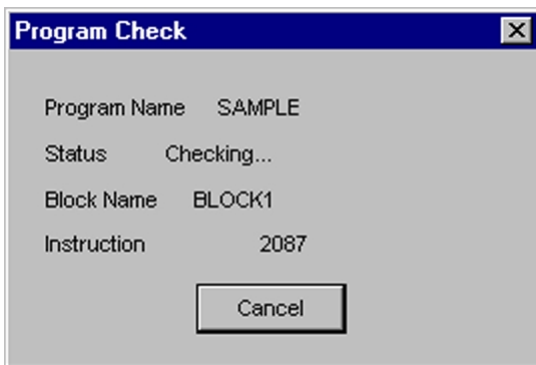 Program Check
Program Name SAMPLE
Status Checking...
Block Name BLOCK1
Instruction 2087
Cancel